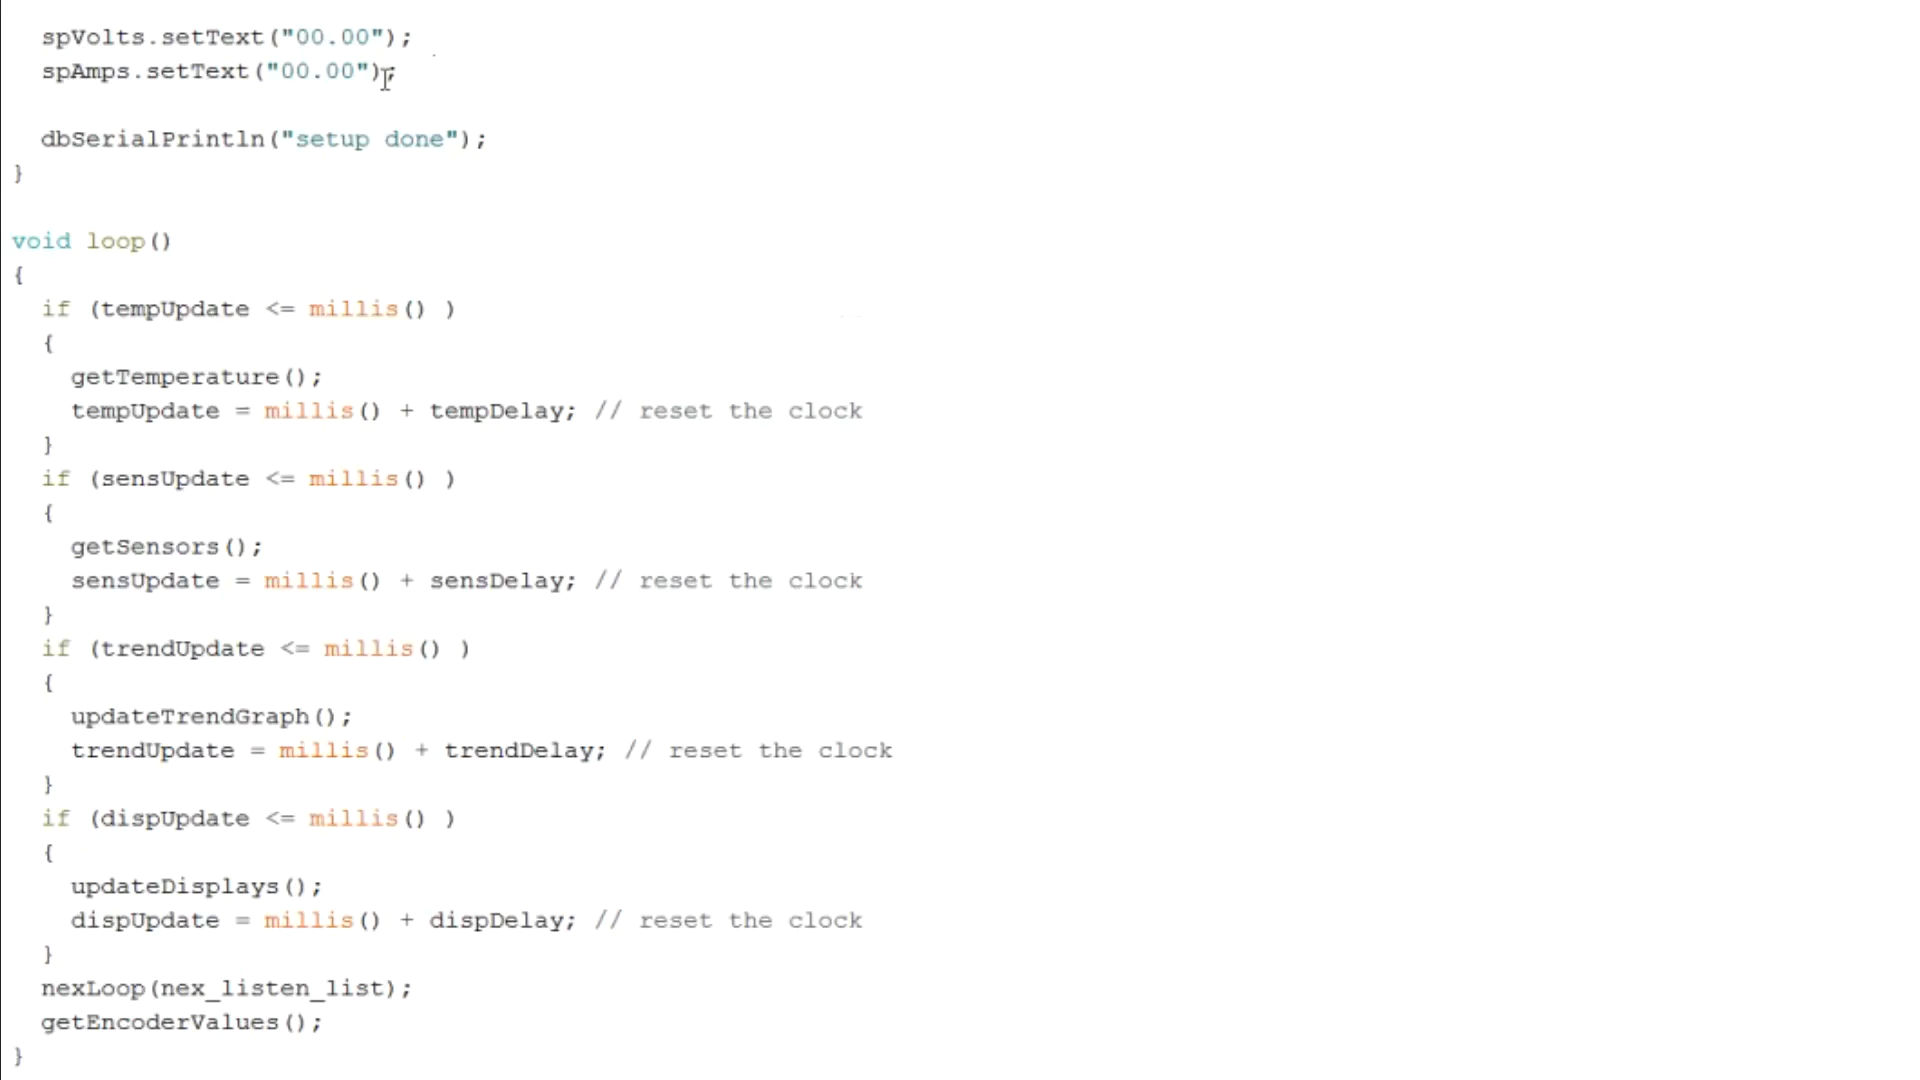 spVolts.setText("00.00");
spAmps.setText("00.00");
dbSerialPrintln("setup done");
}
void loop()
{
if (tempUpdate <= millis() )
{
getTemperature();
tempUpdate = millis() + tempDelay; // reset the clock
}
if (sensUpdate <= millis() )
{
getSensors();
sensUpdate = millis() + sensDelay; // reset the clock
}
if (trendUpdate <= millis() )
{
updateTrendGraph();
trendUpdate = millis() + trendDelay; // reset the clock
}
if (dispUpdate <= millis() )
{
updateDisplays();
dispUpdate = millis() + dispDelay; // reset the clock
}
nexLoop(nex_listen_list);
getEncoderValues();
}